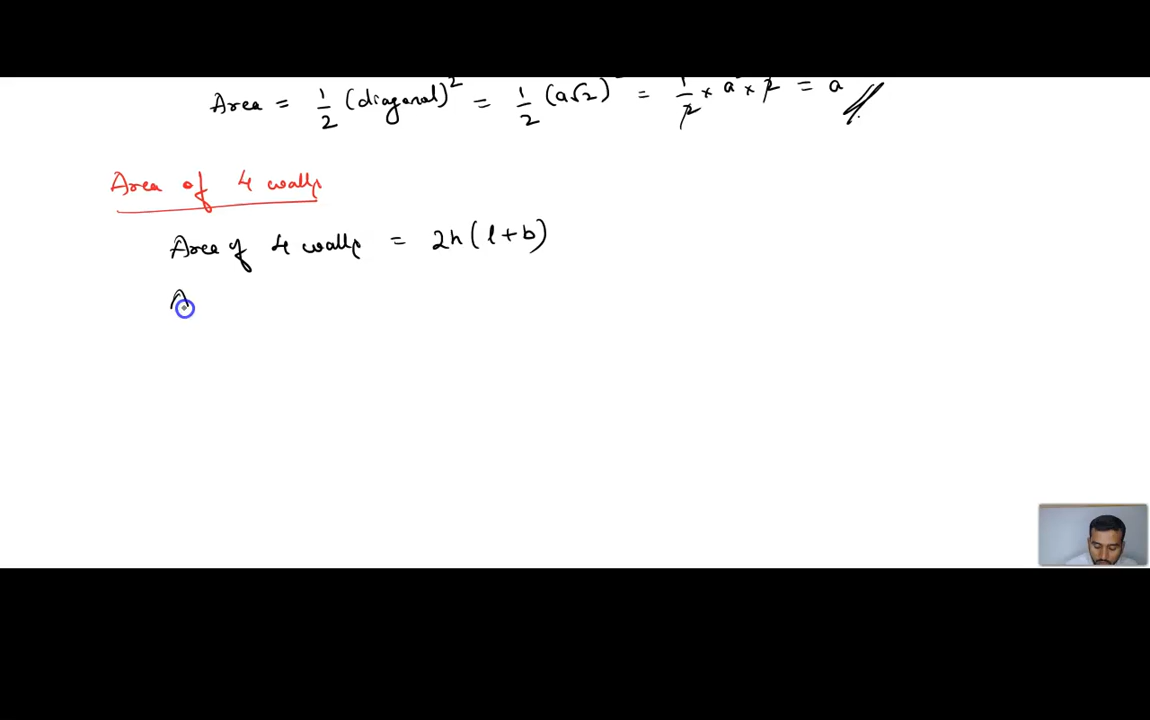 Area = 1/2 (diagonal)² = 1/2 (a√2) = 1/2 × a × 2 = a
Area of 4 walls
Area of 4 walls = 2h(l+b)
A